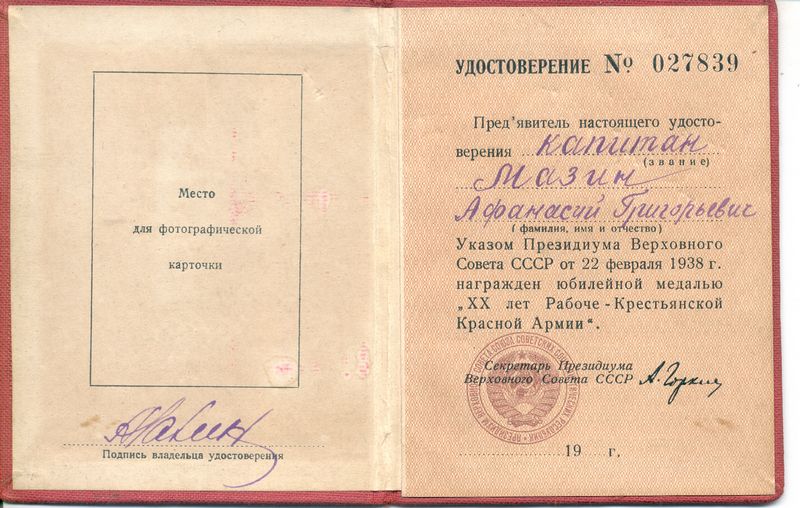 Место
для фотографической
карточки
Подпись владельца удостоверения
УДОСТОВЕРЕНИЕ № 027839
Пред'явитель настоящего удосто-
верения капитан
(звание)
Мазин
Афанасий Григорьевич
(фамилия, имя и отчество)
Указом Президиума Верховного
Совета СССР от 22 февраля 1938 г.
награжден юбилейной медалью
„XX лет Рабоче-Крестьянской
Красной Армии“.
Секретарь Президиума
Верховного Совета СССР А. Горкин
19 г.